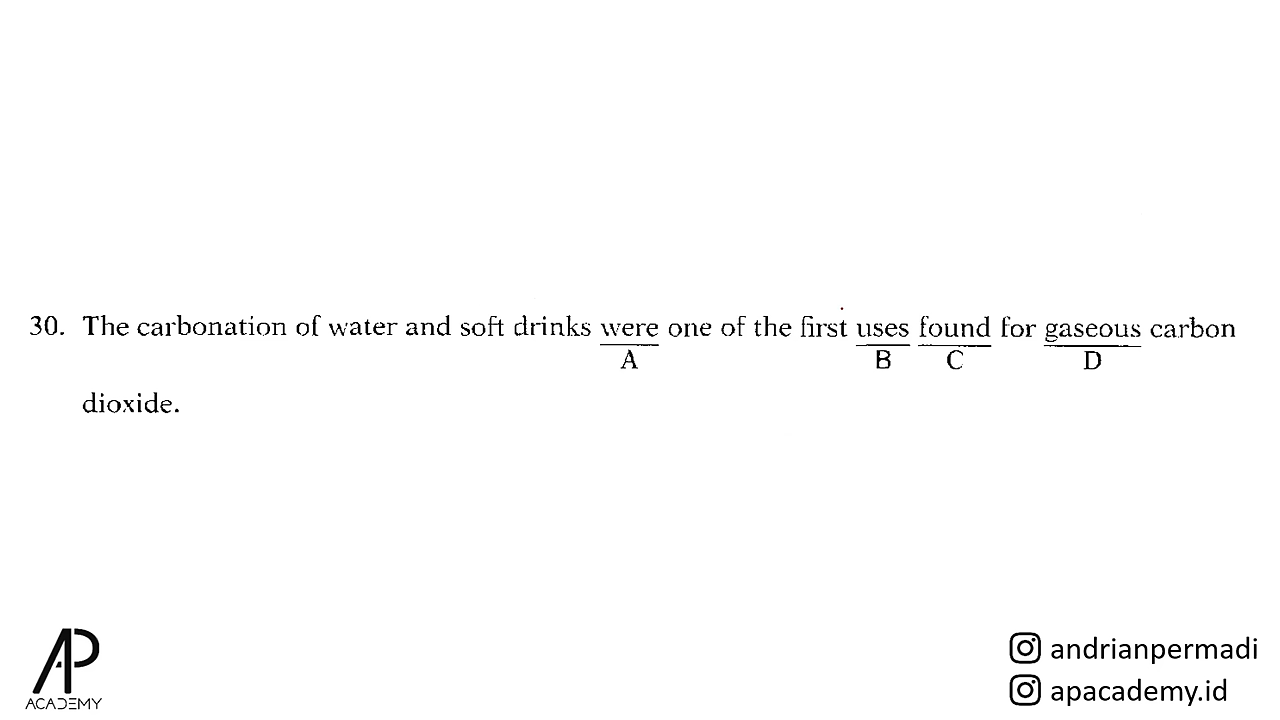 30. The carbonation of water and soft drinks were one of the first uses found for gaseous carbon
A B C D
dioxide.
AP
ACADEMY
andrianpermadi
apacademy.id